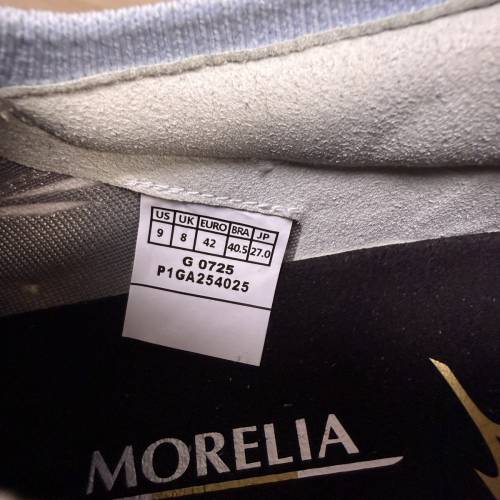 US UK EURO BRA JP
9 8 42 40.5 27.0
G 0725
P1GA254025
MORELIA